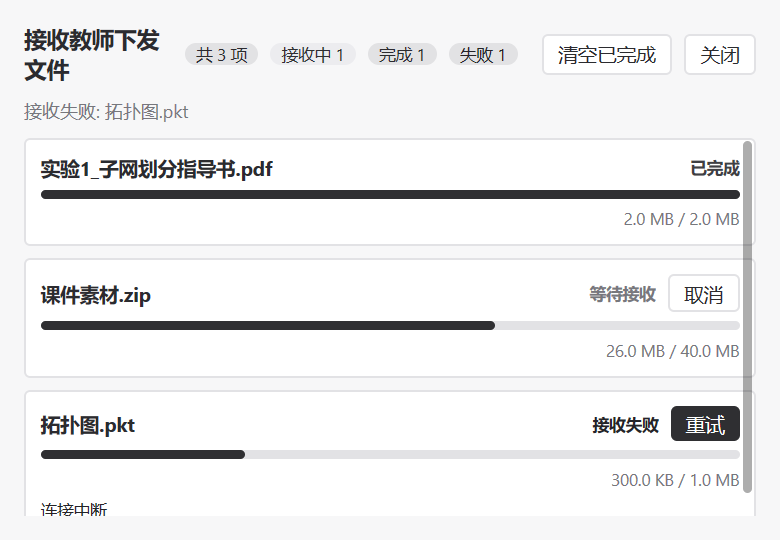 接收教师下发
文件
共 3 项 接收中 1 完成 1 失败 1 清空已完成 关闭
接收失败: 拓扑图.pkt
实验1_子网划分指导书.pdf 已完成
2.0 MB / 2.0 MB
课件素材.zip 等待接收 取消
26.0 MB / 40.0 MB
拓扑图.pkt 接收失败 重试
300.0 KB / 1.0 MB
连接中断